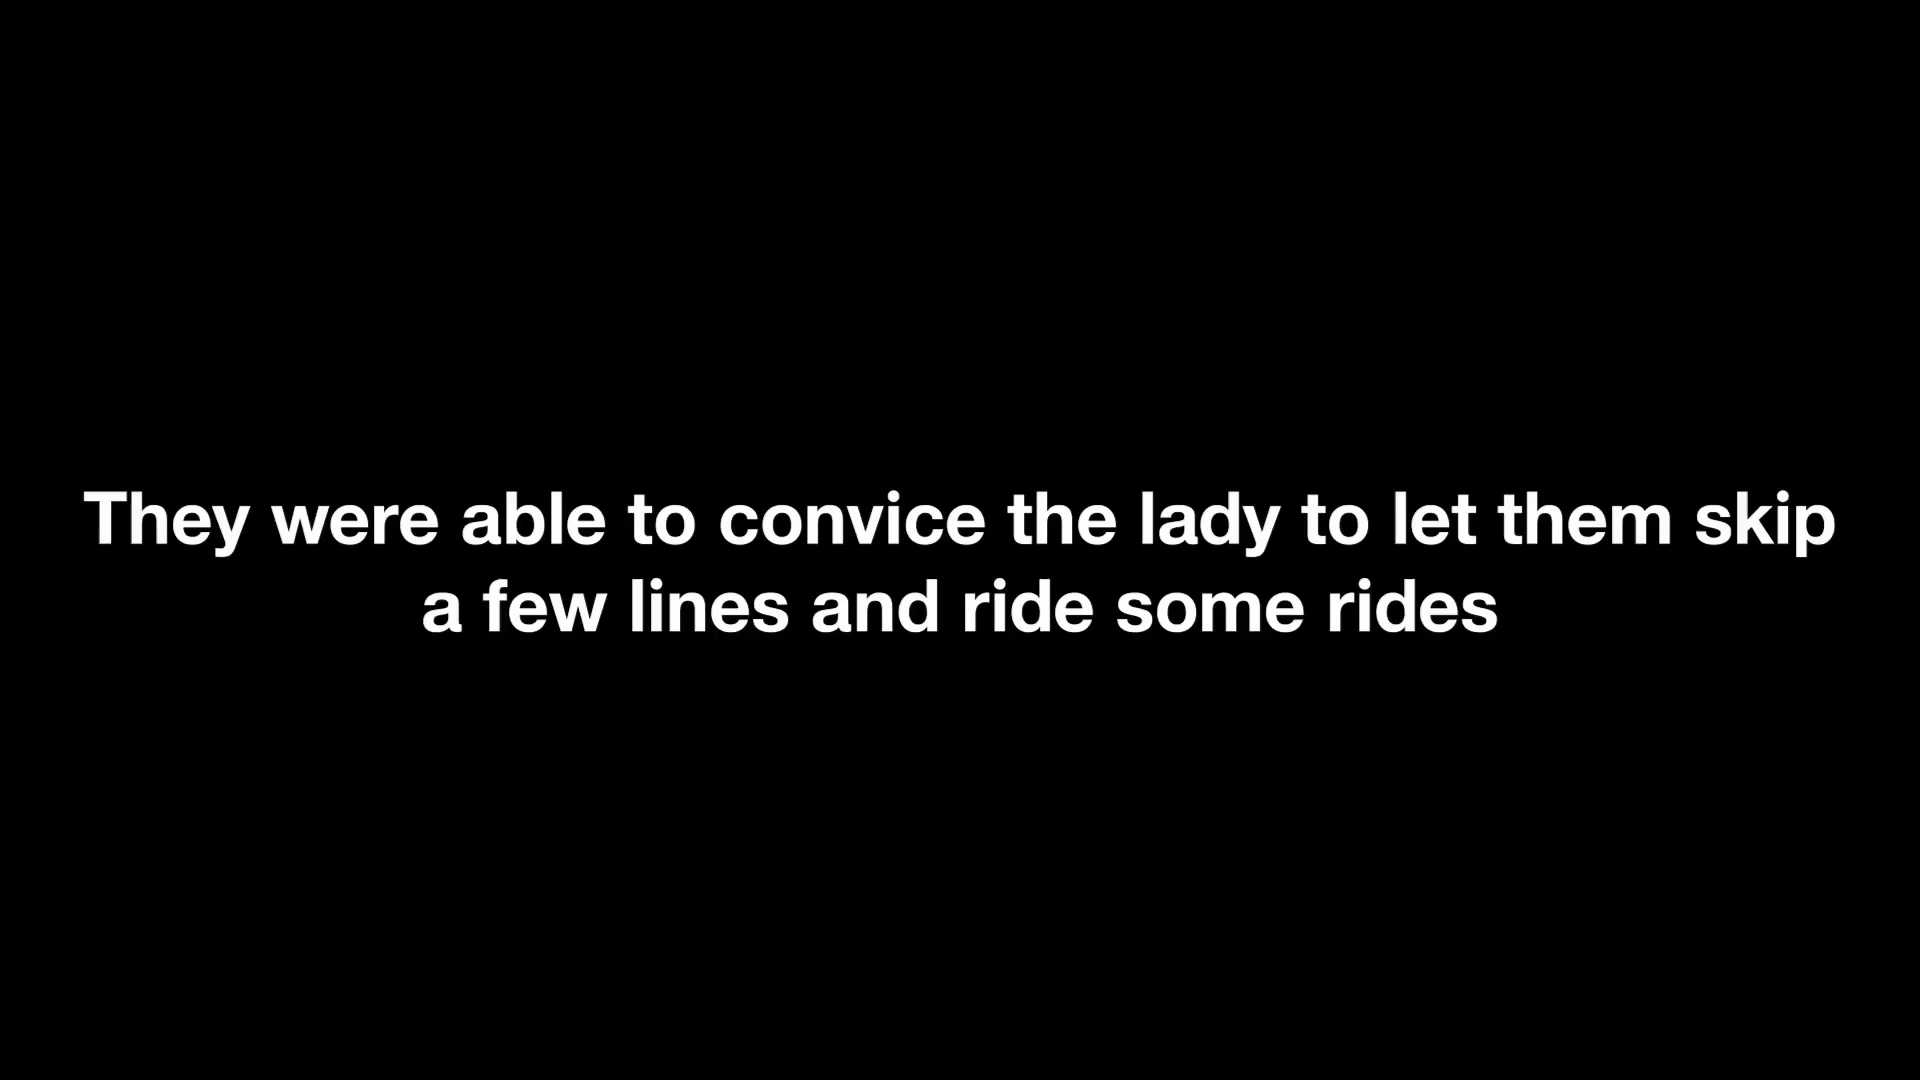 They were able to convice the lady to let them skip
a few lines and ride some rides